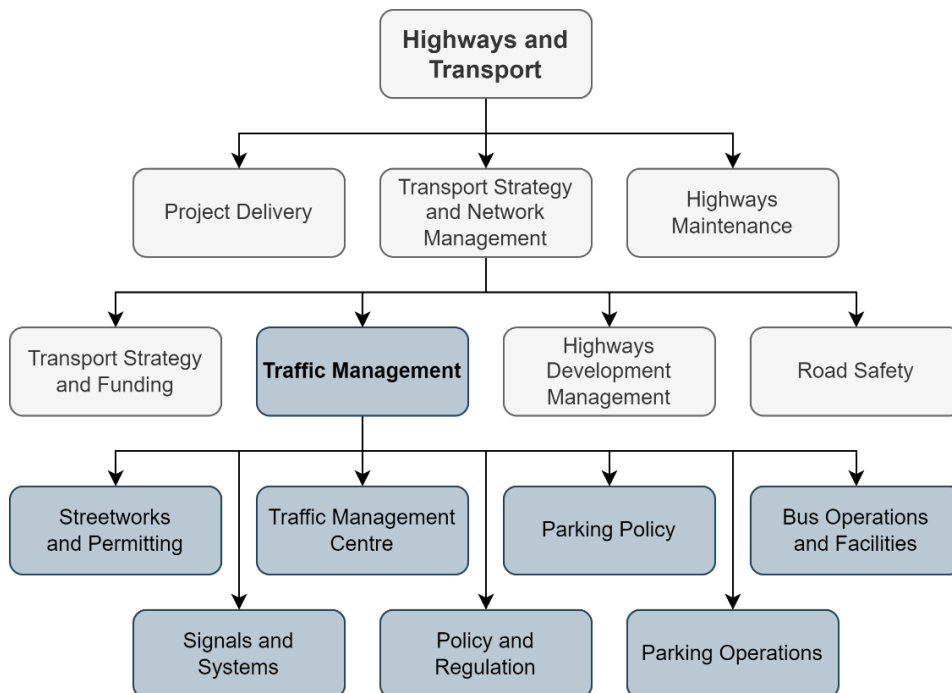 Highways and
Transport
Project Delivery
Transport Strategy
and Network
Management
Highways
Maintenance
Transport Strategy
and Funding
Traffic Management
Highways
Development
Management
Road Safety
Streetworks
and Permitting
Traffic Management
Centre
Parking Policy
Bus Operations
and Facilities
Signals and
Systems
Policy and
Regulation
Parking Operations